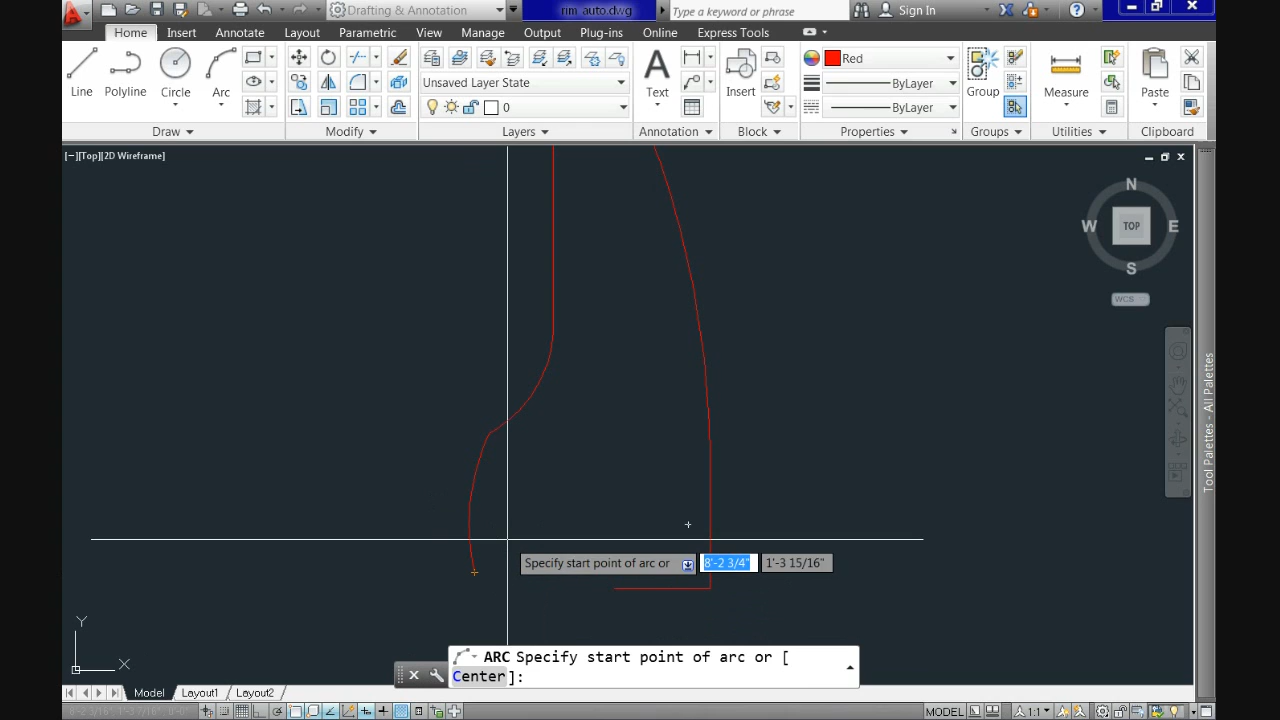 Drafting & Annotation
rim_auto.dwg
Type a keyword or phrase
Sign In
Home Insert Annotate Layout Parametric View Manage Output Plug-ins Online Express Tools
Line Polyline Circle Arc
Unsaved Layer State
0
Text
Insert
Red
ByLayer
ByLayer
Group
Measure
Paste
Draw Modify Layers Annotation Block Properties Groups Utilities Clipboard
[−][Top][2D Wireframe]
N
W TOP E
S
WCS
Tool Palettes - All Palettes
Specify start point of arc or 8'-2 3/4" 1'-3 15/16"
Y
X
ARC Specify start point of arc or [
Center]:
Model Layout1 Layout2
MODEL 1:1